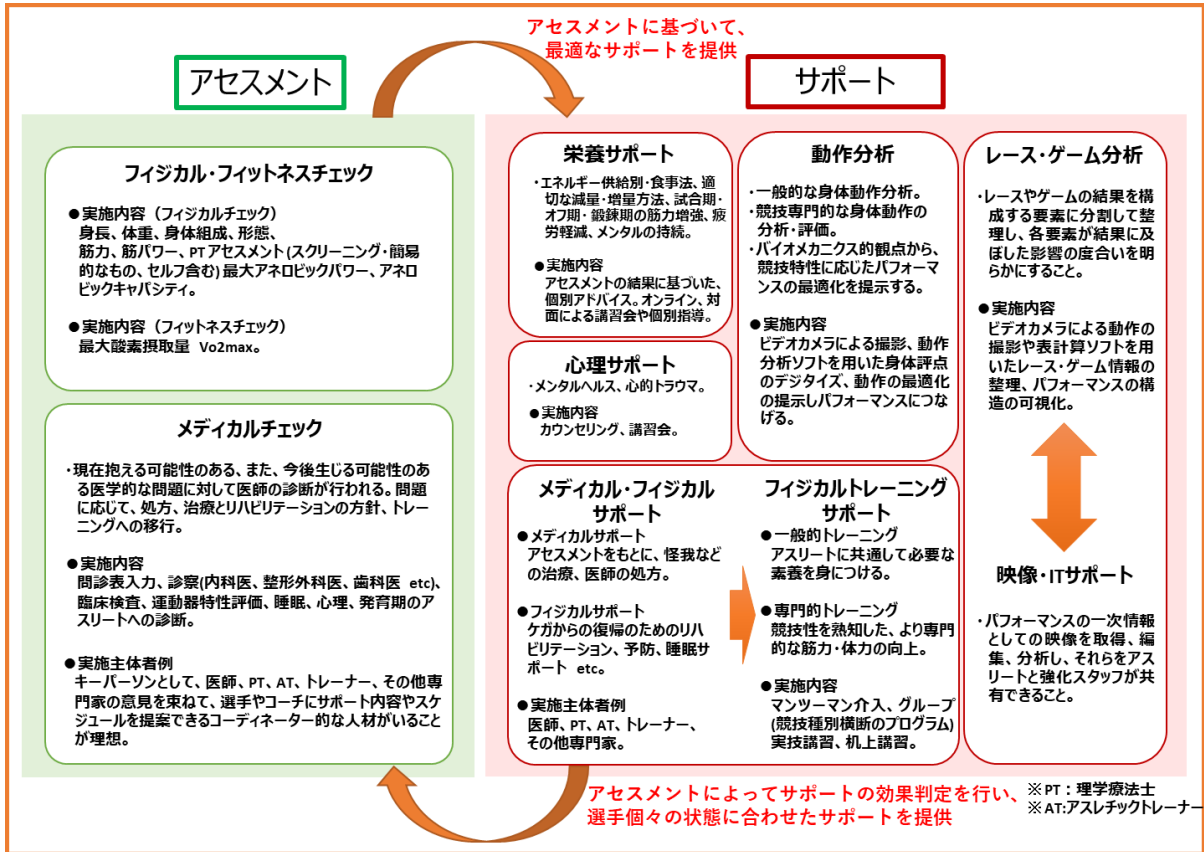 アセスメントに基づいて、
最適なサポートを提供
アセスメント
サポート
フィジカル・フィットネスチェック
●実施内容（フィジカルチェック）
身長、体重、身体組成、形態、
筋力、筋パワー、PTアセスメント(スクリーニング・簡易
的なもの、セルフ含む)最大アネロビックパワー、アネロ
ビックキャパシティ。
●実施内容（フィットネスチェック）
最大酸素摂取量 Vo2max。
メディカルチェック
・現在抱える可能性のある、また、今後生じる可能性のあ
る医学的な問題に対して医師の診断が行われる。問題
に応じて、処方、治療とリハビリテーションの方針、トレー
ニングへの移行。
●実施内容
問診表入力、診察(内科医、整形外科医、歯科医 etc)、
臨床検査、運動器特性評価、睡眠、心理、発育期のア
スリートへの診断。
●実施主体者例
キーパーソンとして、医師、PT、AT、トレーナー、その他専
門家の意見を束ねて、選手やコーチにサポート内容やスケ
ジュールを提案できるコーディネーター的な人材がいること
が理想。
栄養サポート
・エネルギー供給別・食事法、適
切な減量・増量方法、試合期・
オフ期・鍛錬期の筋力増強、疲
労軽減、メンタルの持続。
●実施内容
アセスメントの結果に基づいた、
個別アドバイス。オンライン、対
面による講習会や個別指導。
心理サポート
・メンタルヘルス、心的トラウマ。
●実施内容
カウンセリング、講習会。
動作分析
・一般的な身体動作分析。
・競技専門的な身体動作の
分析・評価。
・バイオメカニクス的観点から、
競技特性に応じたパフォーマ
ンスの最適化を提示する。
●実施内容
ビデオカメラによる撮影、動作
分析ソフトを用いた身体評点
のデジタイズ、動作の最適化
の提示しパフォーマンスにつな
げる。
メディカル・フィジカル
サポート
●メディカルサポート
アセスメントをもとに、怪我など
の治療、医師の処方。
●フィジカルサポート
ケガからの復帰のためのリハ
ビリテーション、予防、睡眠サ
ポート etc。
●実施主体者例
医師、PT、AT、トレーナー、
その他専門家。
フィジカルトレーニング
サポート
●一般的トレーニング
アスリートに共通して必要な
素養を身につける。
●専門的トレーニング
競技性を熟知した、より専門
的な筋力・体力の向上。
●実施内容
マンツーマン介入、グループ
(競技種別横断のプログラム)
実技講習、机上講習。
レース・ゲーム分析
・レースやゲームの結果を構
成する要素に分割して整
理し、各要素が結果に及
ぼした影響の度合いを明
らかにすること。
●実施内容
ビデオカメラによる動作の
撮影や表計算ソフトを用
いたレース・ゲーム情報の
整理、パフォーマンスの構
造の可視化。
映像・ITサポート
・パフォーマンスの一次情報
としての映像を取得、編
集、分析し、それらをアス
リートと強化スタッフが共
有できること。
アセスメントによってサポートの効果判定を行い、
選手個々の状態に合わせたサポートを提供
※PT：理学療法士
※AT:アスレチックトレーナー